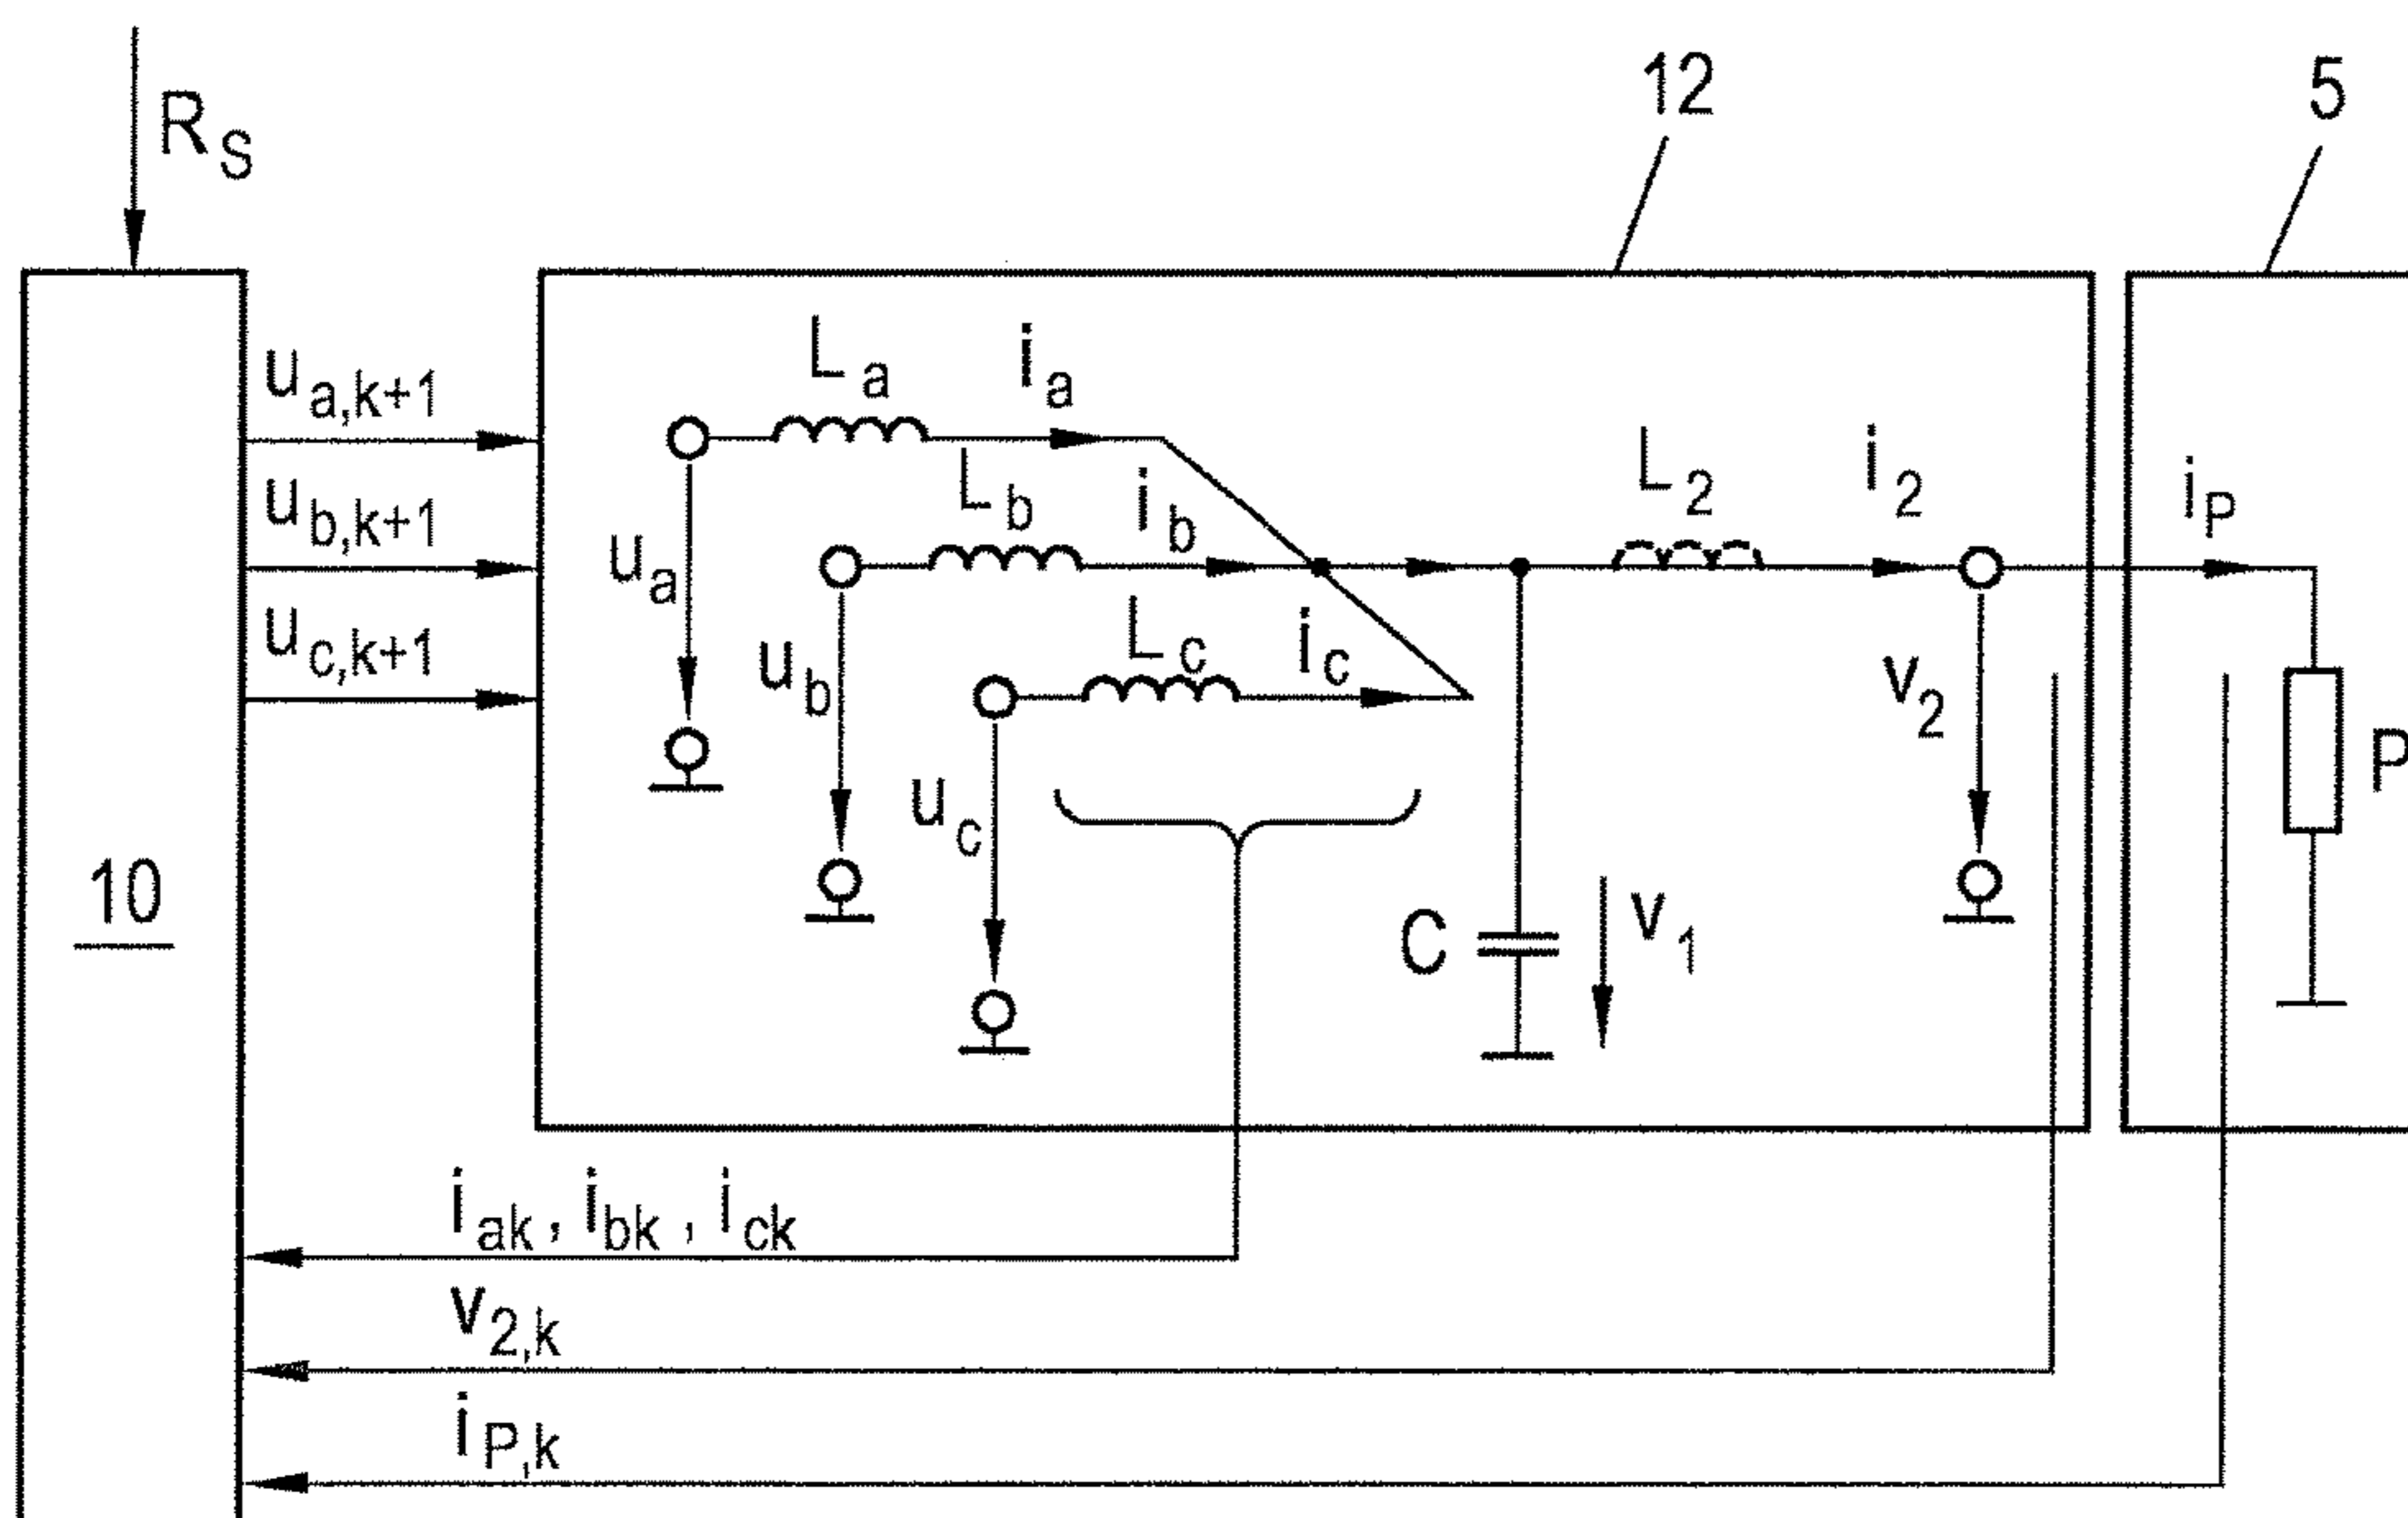 R_S
12
5
u_a,k+1
u_b,k+1
u_c,k+1
L_a
i_a
L_b
i_b
L_c
i_c
L_2
i_2
i_P
u_a
u_b
u_c
v_2
P
10
C
v_1
i_ak , i_bk , i_ck
v_2,k
i_P,k